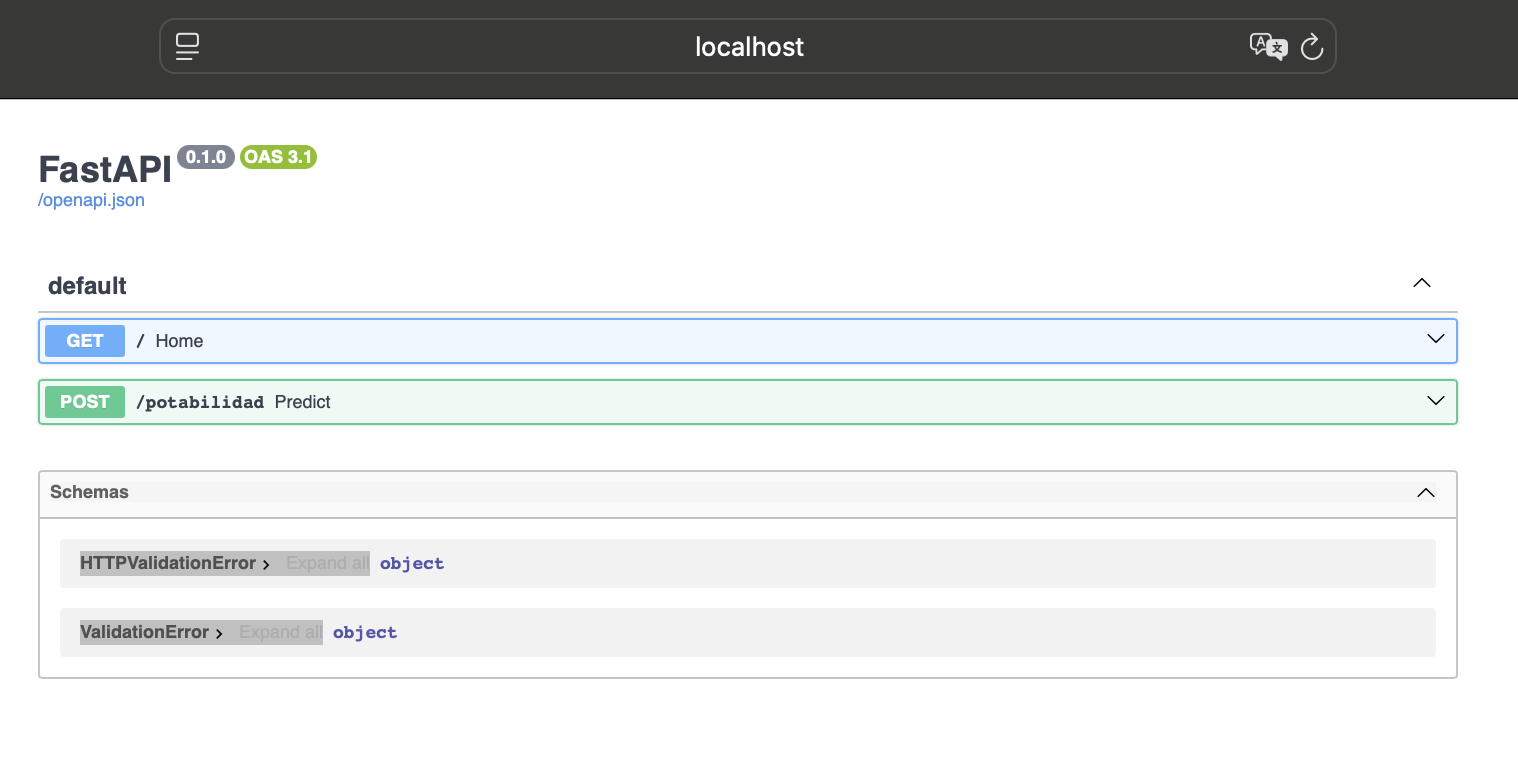 localhost
FastAPI 0.1.0 OAS 3.1
/openapi.json
default
GET / Home
POST /potabilidad Predict
Schemas
HTTPValidationError Expand all object
ValidationError Expand all object